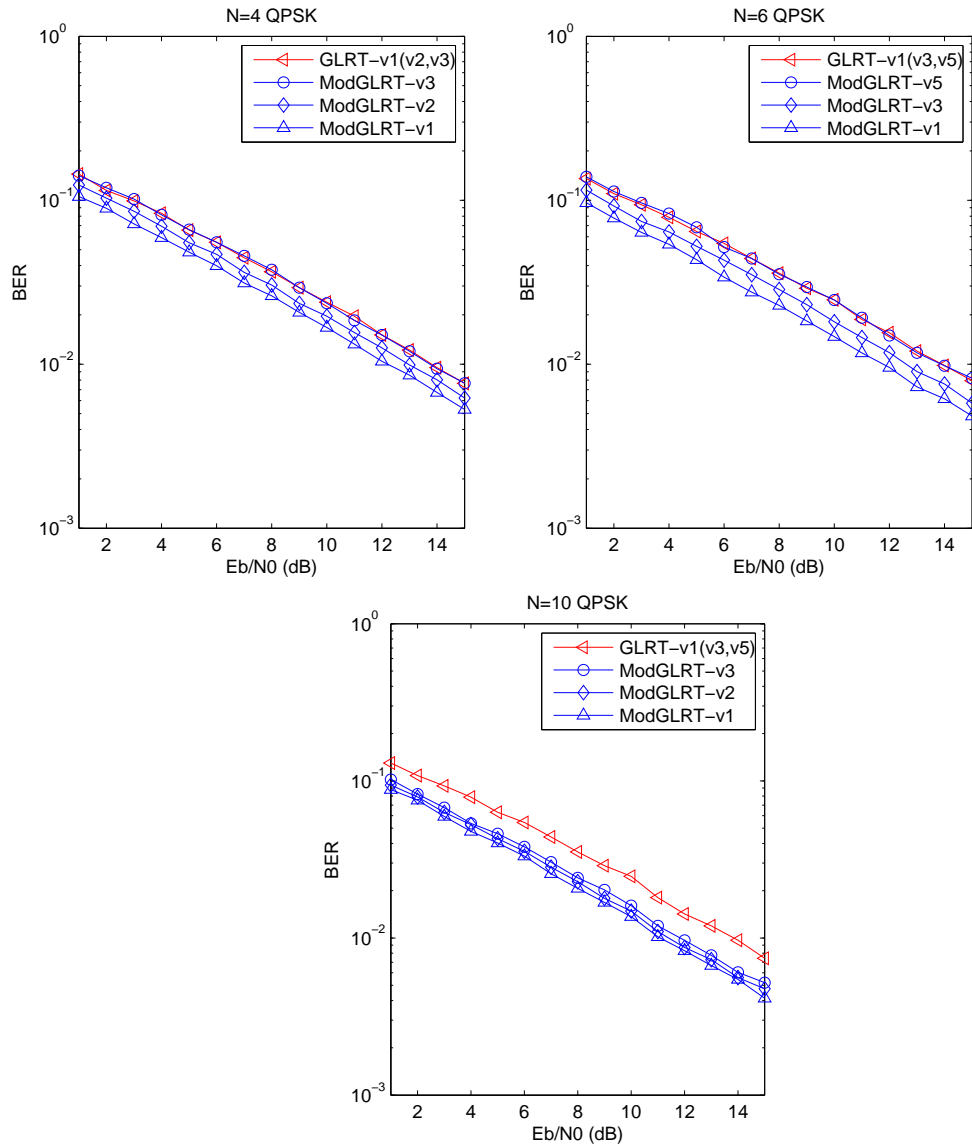 N=4 QPSK
10^0
10^-1
10^-2
10^-3
BER
GLRT-v1(v2,v3)
ModGLRT-v3
ModGLRT-v2
ModGLRT-v1
2 4 6 8 10 12 14
Eb/N0 (dB)
N=6 QPSK
10^0
10^-1
10^-2
10^-3
BER
GLRT-v1(v3,v5)
ModGLRT-v5
ModGLRT-v3
ModGLRT-v1
2 4 6 8 10 12 14
Eb/N0 (dB)
N=10 QPSK
10^0
10^-1
10^-2
10^-3
BER
GLRT-v1(v3,v5)
ModGLRT-v3
ModGLRT-v2
ModGLRT-v1
2 4 6 8 10 12 14
Eb/N0 (dB)